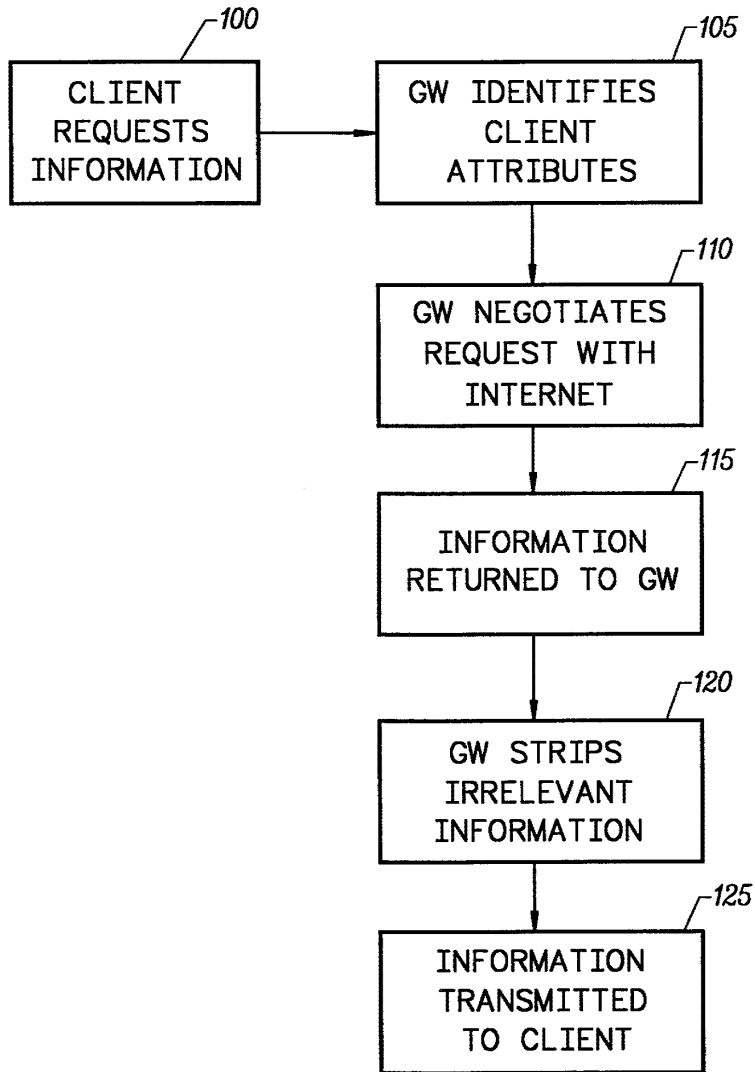 100
CLIENT
REQUESTS
INFORMATION
105
GW IDENTIFIES
CLIENT
ATTRIBUTES
110
GW NEGOTIATES
REQUEST WITH
INTERNET
115
INFORMATION
RETURNED TO GW
120
GW STRIPS
IRRELEVANT
INFORMATION
125
INFORMATION
TRANSMITTED
TO CLIENT